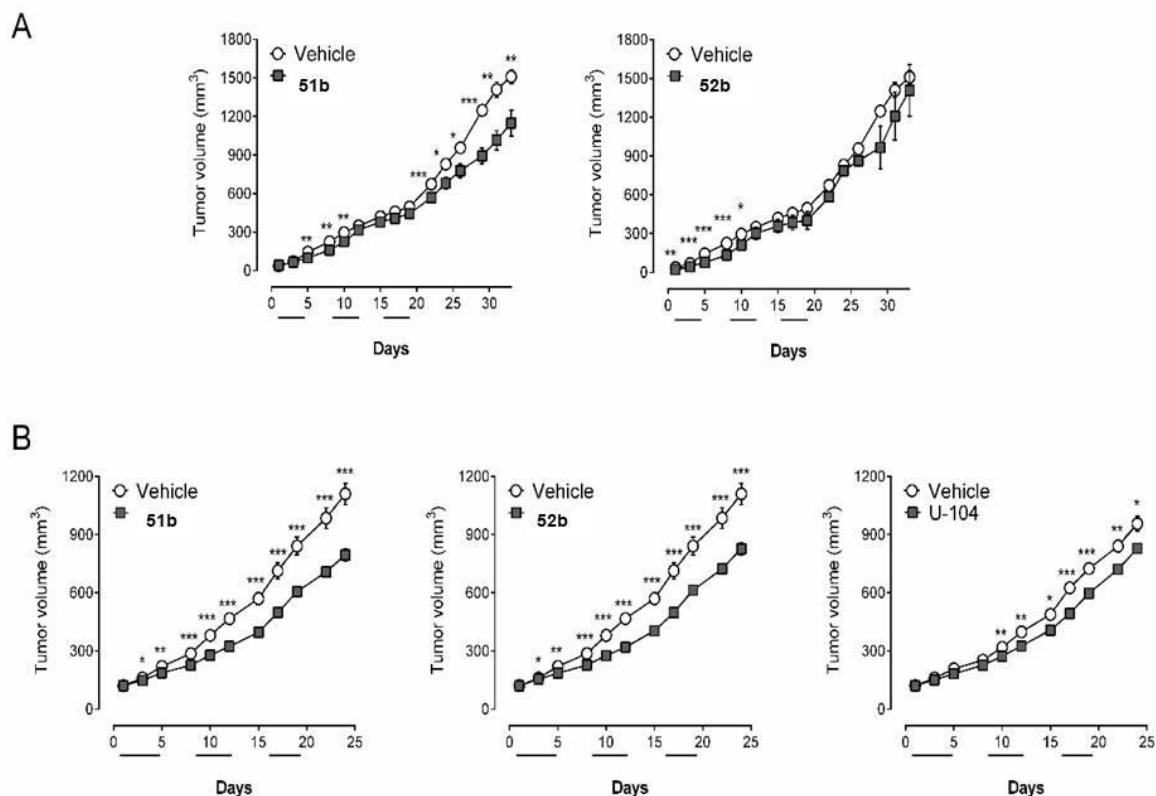 A
Tumor volume (mm³)
1800
1500
1200
900
600
300
0
Vehicle
51b
** ** ** *** * * *** ** **
0 5 10 15 20 25 30
Days
Tumor volume (mm³)
1800
1500
1200
900
600
300
0
Vehicle
52b
** *** *** *** *
0 5 10 15 20 25 30
Days
B
Tumor volume (mm³)
1200
900
600
300
0
Vehicle
51b
* ** *** *** *** *** *** *** *** ***
0 5 10 15 20 25
Days
Tumor volume (mm³)
1200
900
600
300
0
Vehicle
52b
* ** *** *** *** *** *** *** *** ***
0 5 10 15 20 25
Days
Tumor volume (mm³)
1200
900
600
300
0
Vehicle
U-104
** ** * *** *** ** *
0 5 10 15 20 25
Days